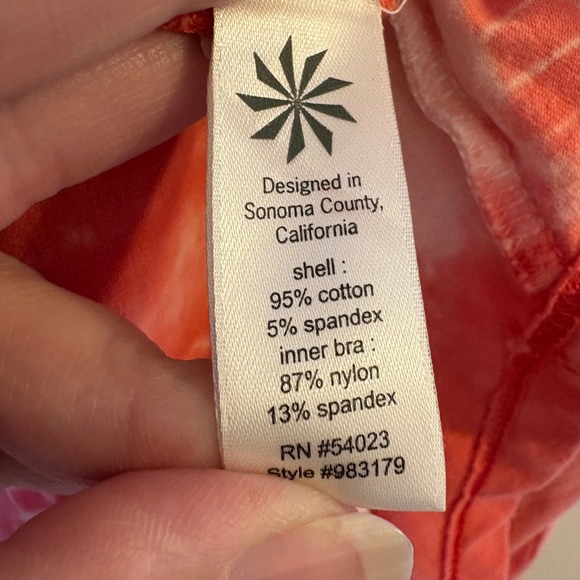 Designed in
Sonoma County,
California
shell :
95% cotton
5% spandex
inner bra :
87% nylon
13% spandex
RN #54023
Style #983179